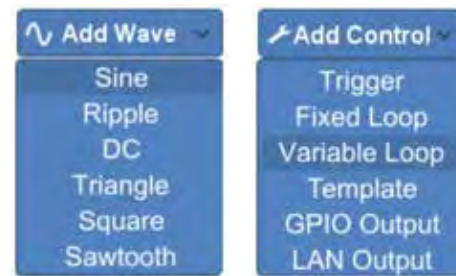 Add Wave
Sine
Ripple
DC
Triangle
Square
Sawtooth
Add Control
Trigger
Fixed Loop
Variable Loop
Template
GPIO Output
LAN Output